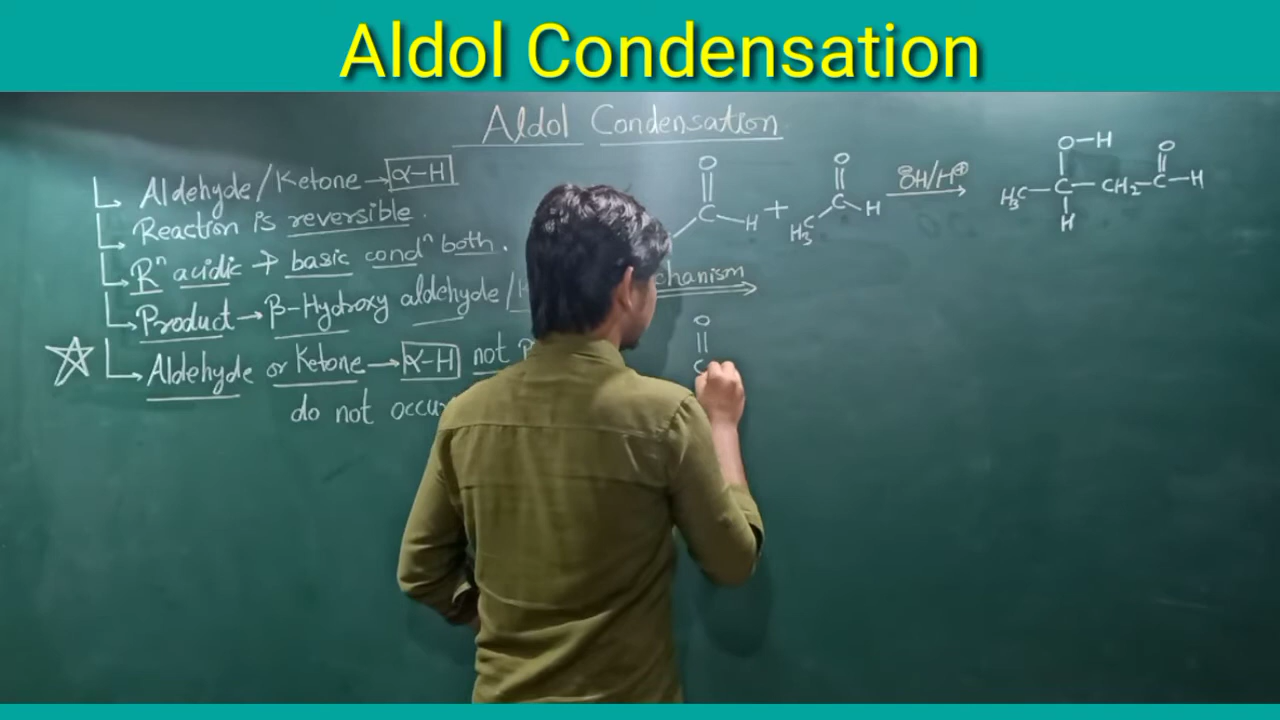 Aldol Condensation
Aldol Condensation
Aldehyde/Ketone → α-H
Reaction is reversible.
Rⁿ acidic → basic condⁿ both.
Product → β-Hydroxy aldehyde/
Aldehyde or Ketone → α-H not
do not
O
C H + H₃C C O H
OH/H⊕
O-H O
H₃C-C-CH₂-C-H
H
O